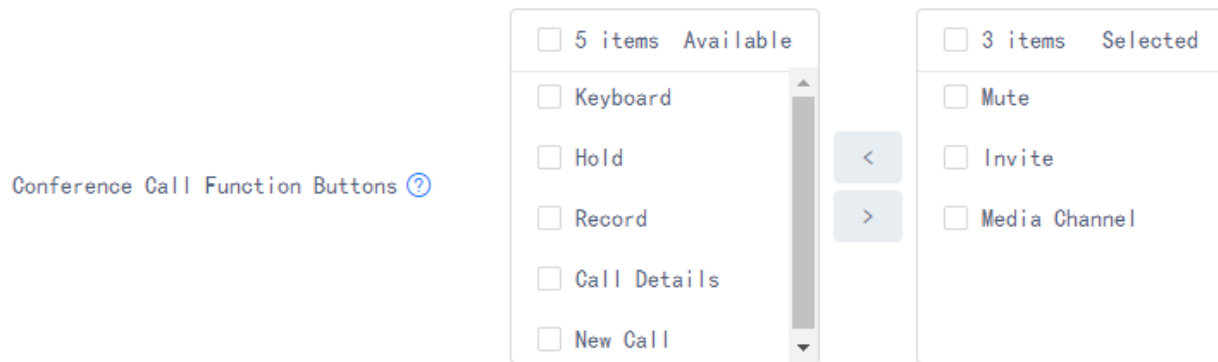 5 items Available
3 items Selected
Keyboard
Mute
Hold
Invite
Conference Call Function Buttons ?
Record
Media Channel
Call Details
New Call